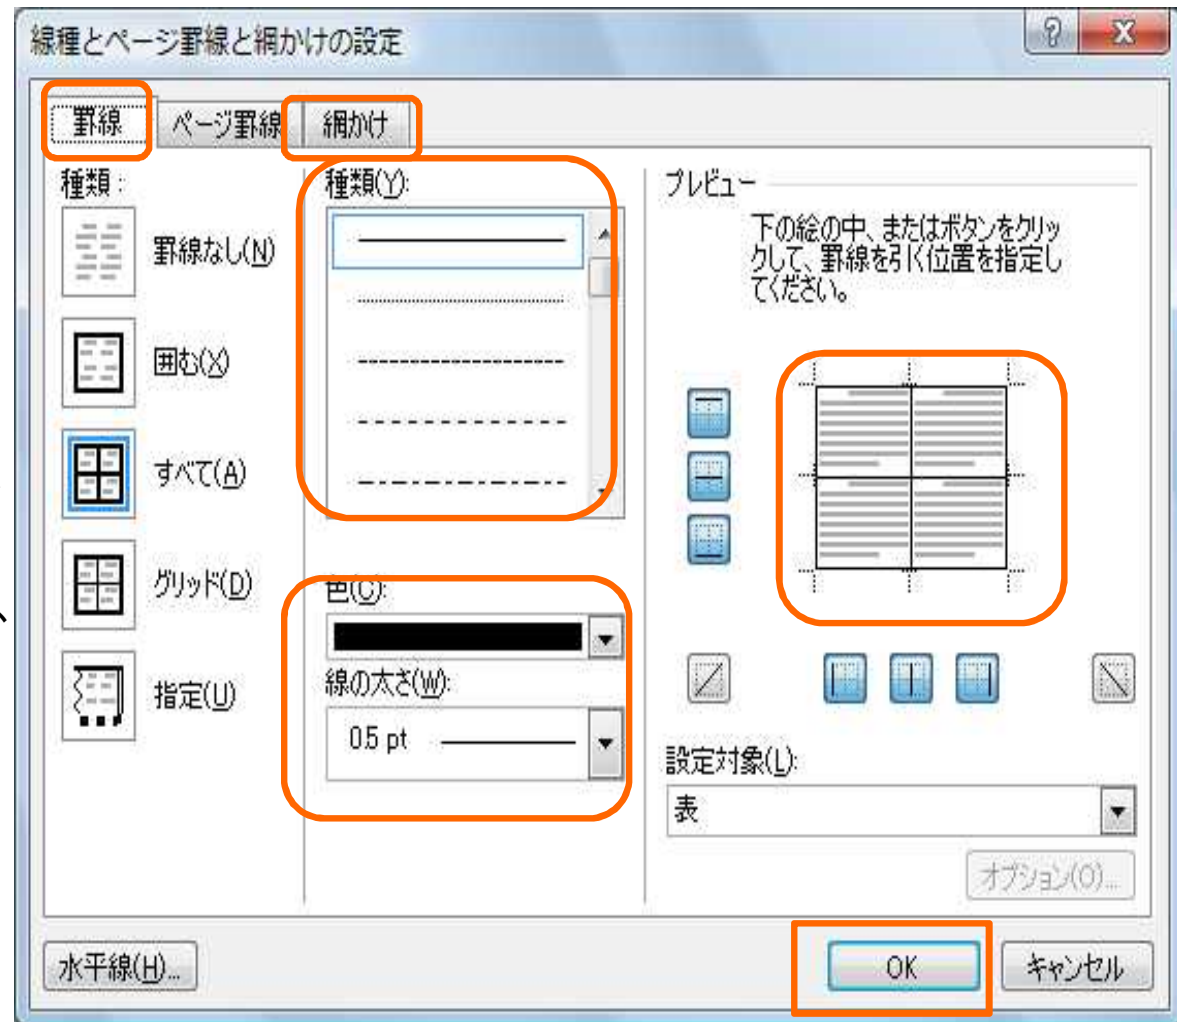 線種とページ罫線と網かけの設定
罫線
ページ罫線
網かけ
種類:
罫線なし(N)
囲む(X)
すべて(A)
グリッド(D)
指定(U)
種類(Y):
色(C):
線の太さ(W):
0.5 pt
プレビュー
下の絵の中、またはボタンをクリッ
クして、罫線を引く位置を指定し
てください。
設定対象(L):
表
オプション(O)...
水平線(H)...
OK
キャンセル